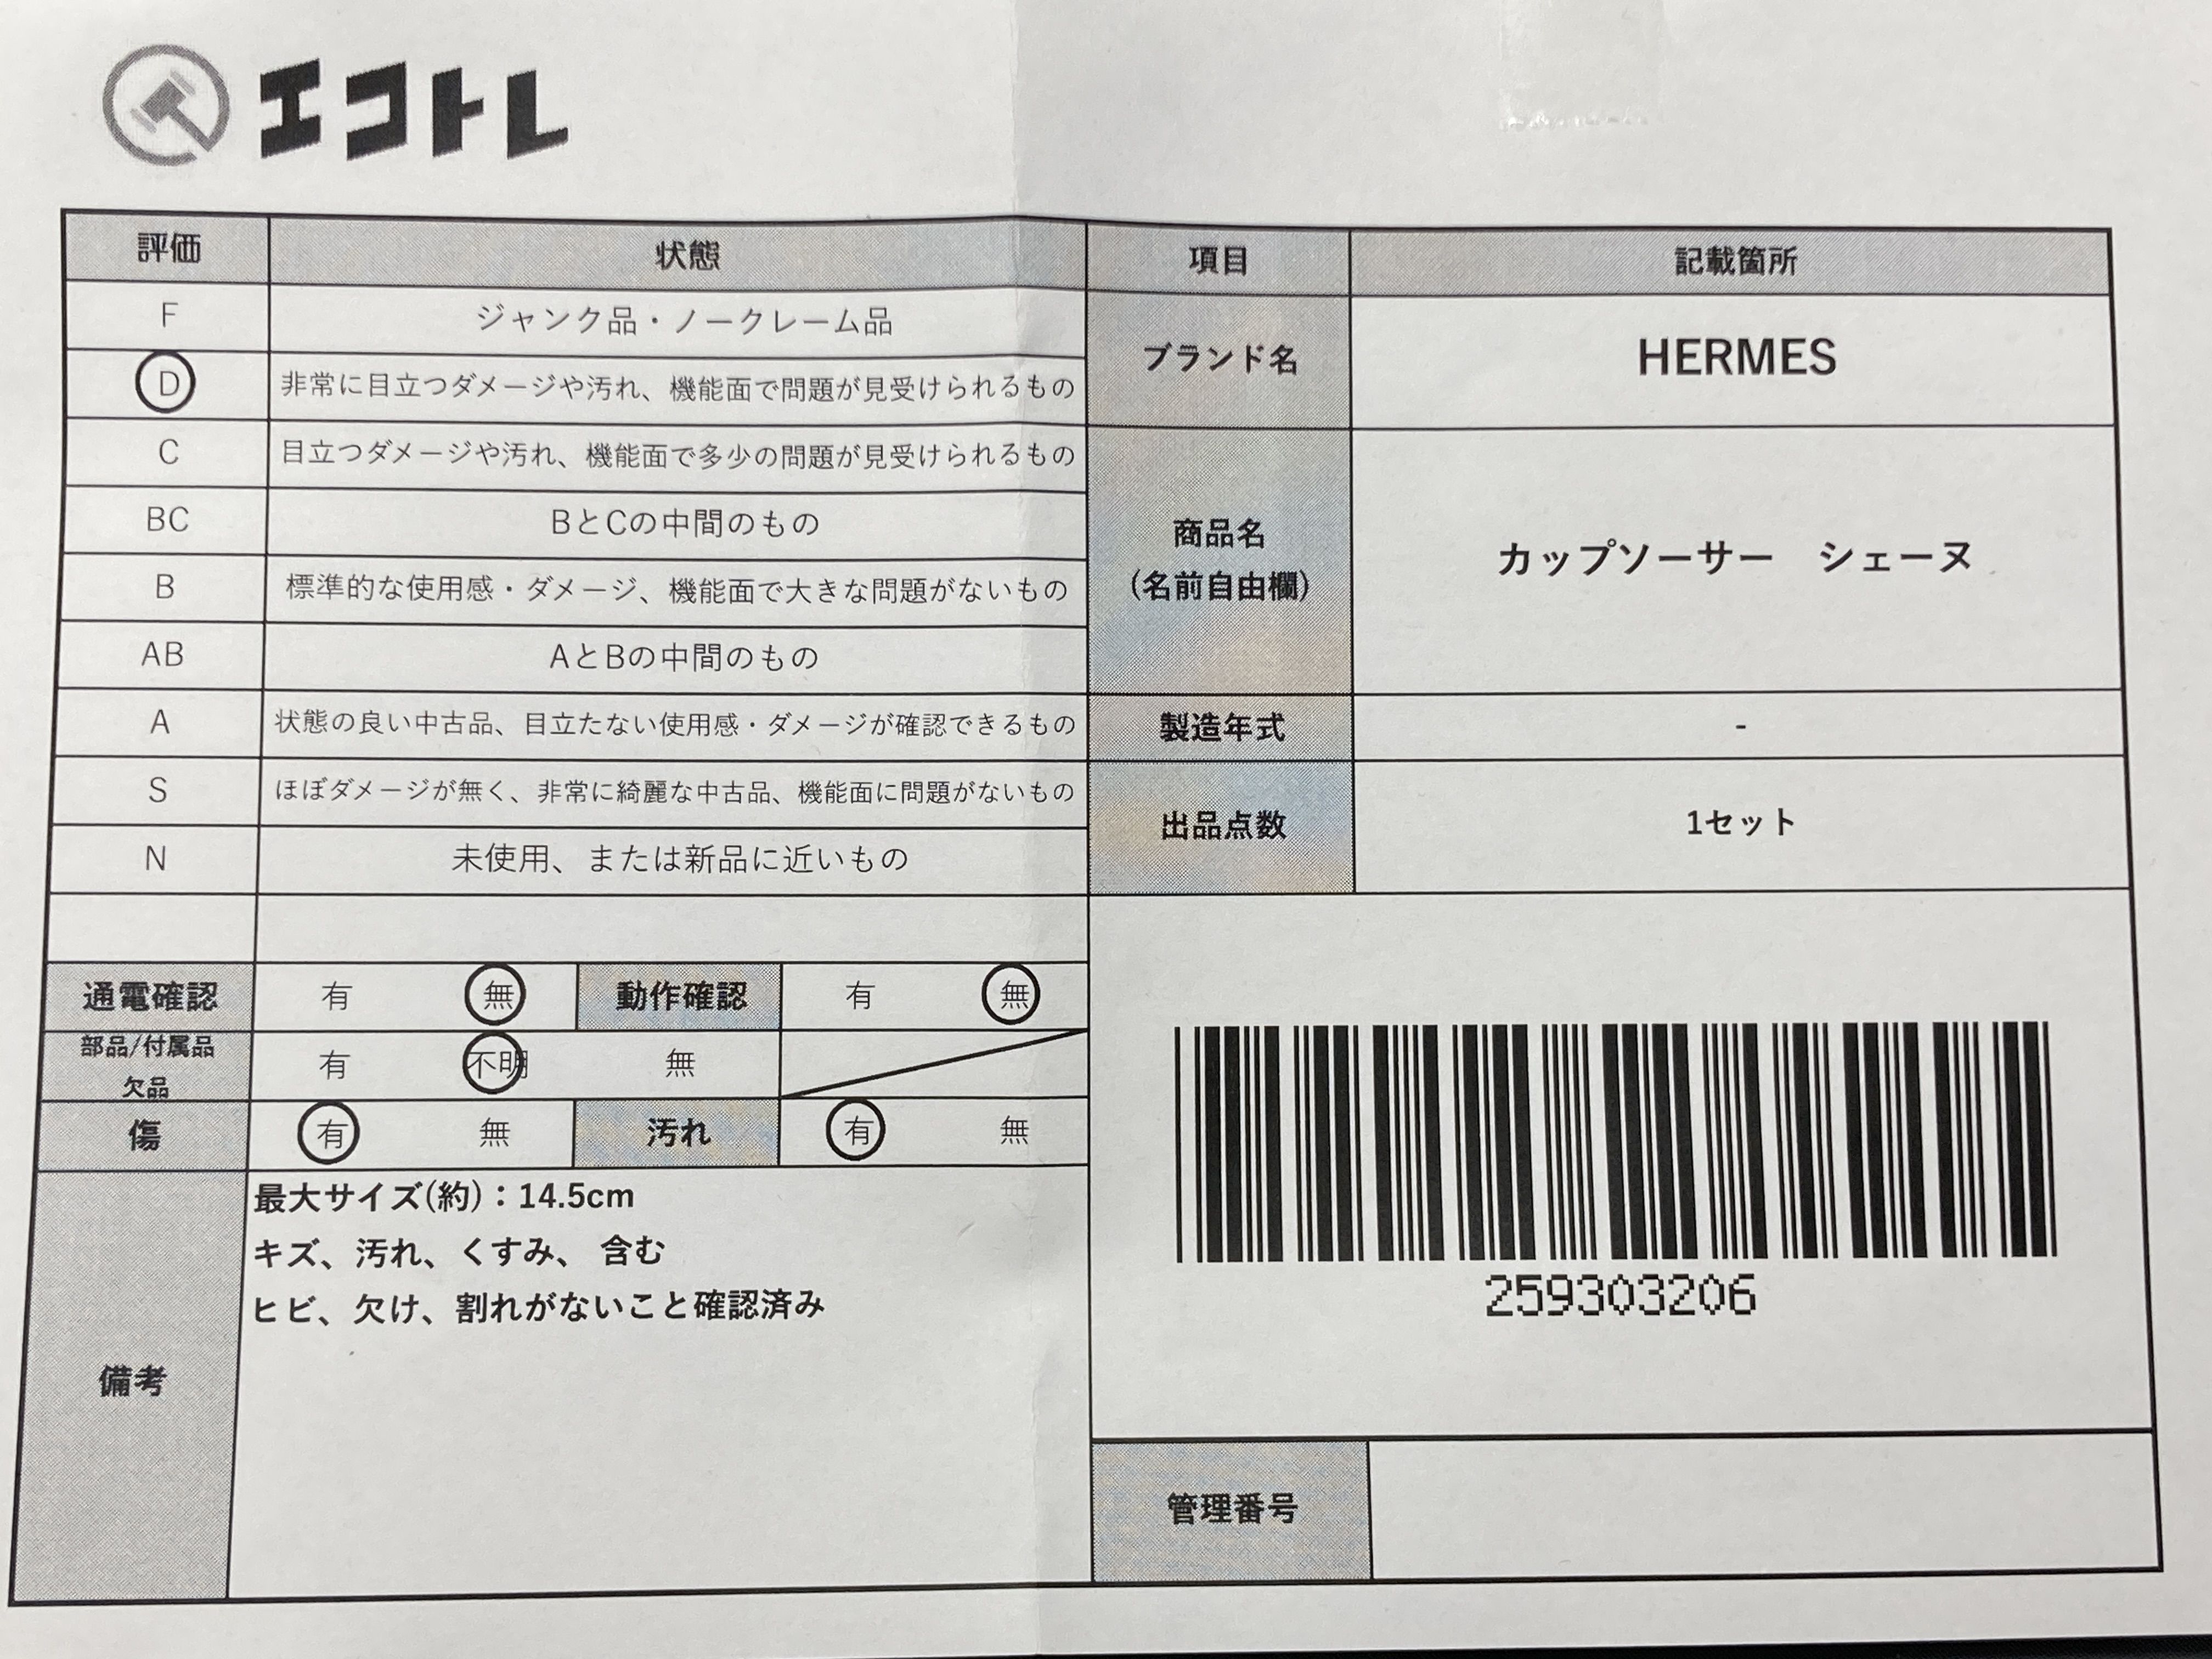 エコトレ
評価 状態 項目 記載箇所
F ジャンク品・ノークレーム品
D 非常に目立つダメージや汚れ、機能面で問題が見受けられるもの
ブランド名 HERMES
C 目立つダメージや汚れ、機能面で多少の問題が見受けられるもの
BC BとCの中間のもの
商品名
(名前自由欄)
カップソーサー　シェーヌ
B 標準的な使用感・ダメージ、機能面で大きな問題がないもの
AB AとBの中間のもの
A 状態の良い中古品、目立たない使用感・ダメージが確認できるもの
製造年式 -
S ほぼダメージが無く、非常に綺麗な中古品、機能面に問題がないもの
出品点数 1セット
N 未使用、または新品に近いもの
通電確認 有 無 動作確認 有 無
部品/付属品
欠品
有 不明 無
傷 有 無 汚れ 有 無
備考
最大サイズ(約)：14.5cm
キズ、汚れ、くすみ、 含む
ヒビ、欠け、割れがないこと確認済み
259303206
管理番号